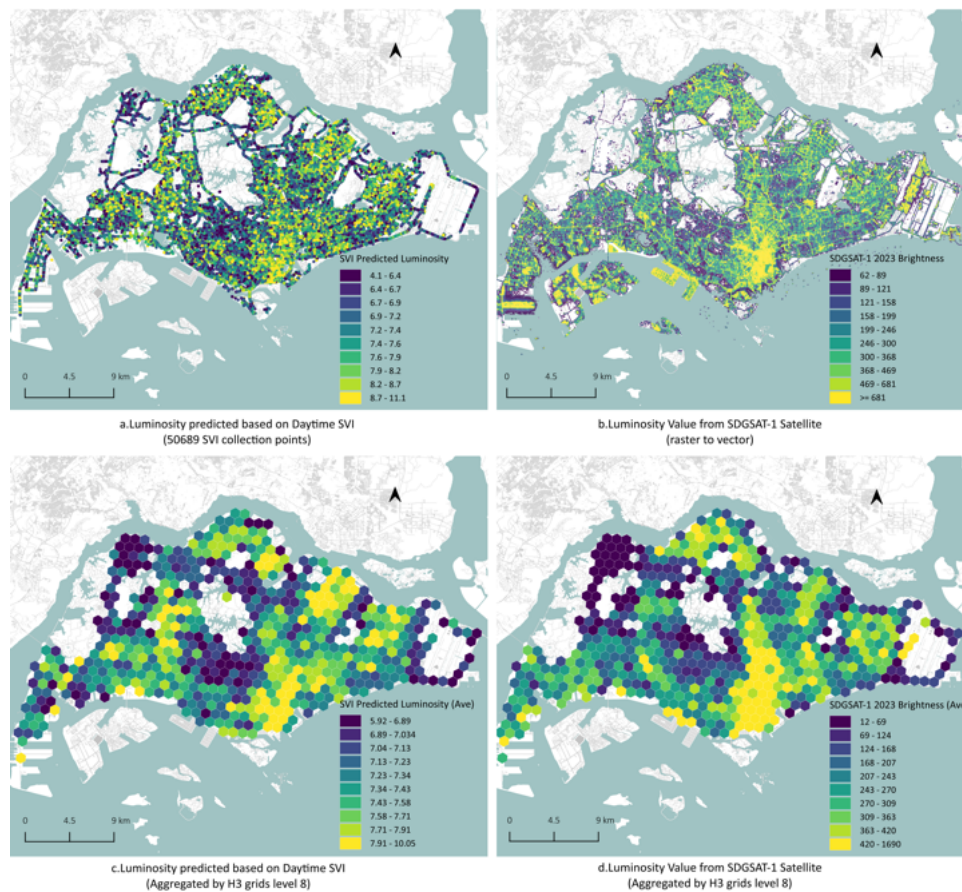 SVI Predicted Luminosity
4.1 - 6.4
6.4 - 6.7
6.7 - 6.9
6.9 - 7.2
7.2 - 7.4
7.4 - 7.6
7.6 - 7.9
7.9 - 8.2
8.2 - 8.7
8.7 - 11.1
0 4.5 9 km
a.Luminosity predicted based on Daytime SVI
(50689 SVI collection points)
SDGSAT-1 2023 Brightness
62 - 89
89 - 121
121 - 158
158 - 199
199 - 246
246 - 300
300 - 368
368 - 469
469 - 681
>= 681
0 4.5 9 km
b.Luminosity Value from SDGSAT-1 Satellite
(raster to vector)
SVI Predicted Luminosity (Ave)
5.92 - 6.89
6.89 - 7.034
7.04 - 7.13
7.13 - 7.23
7.23 - 7.34
7.34 - 7.43
7.43 - 7.58
7.58 - 7.71
7.71 - 7.91
7.91 - 10.05
0 4.5 9 km
c.Luminosity predicted based on Daytime SVI
(Aggregated by H3 grids level 8)
SDGSAT-1 2023 Brightness (Ave
12 - 69
69 - 124
124 - 168
168 - 207
207 - 243
243 - 270
270 - 309
309 - 363
363 - 420
420 - 1690
0 4.5 9 km
d.Luminosity Value from SDGSAT-1 Satellite
(Aggregated by H3 grids level 8)